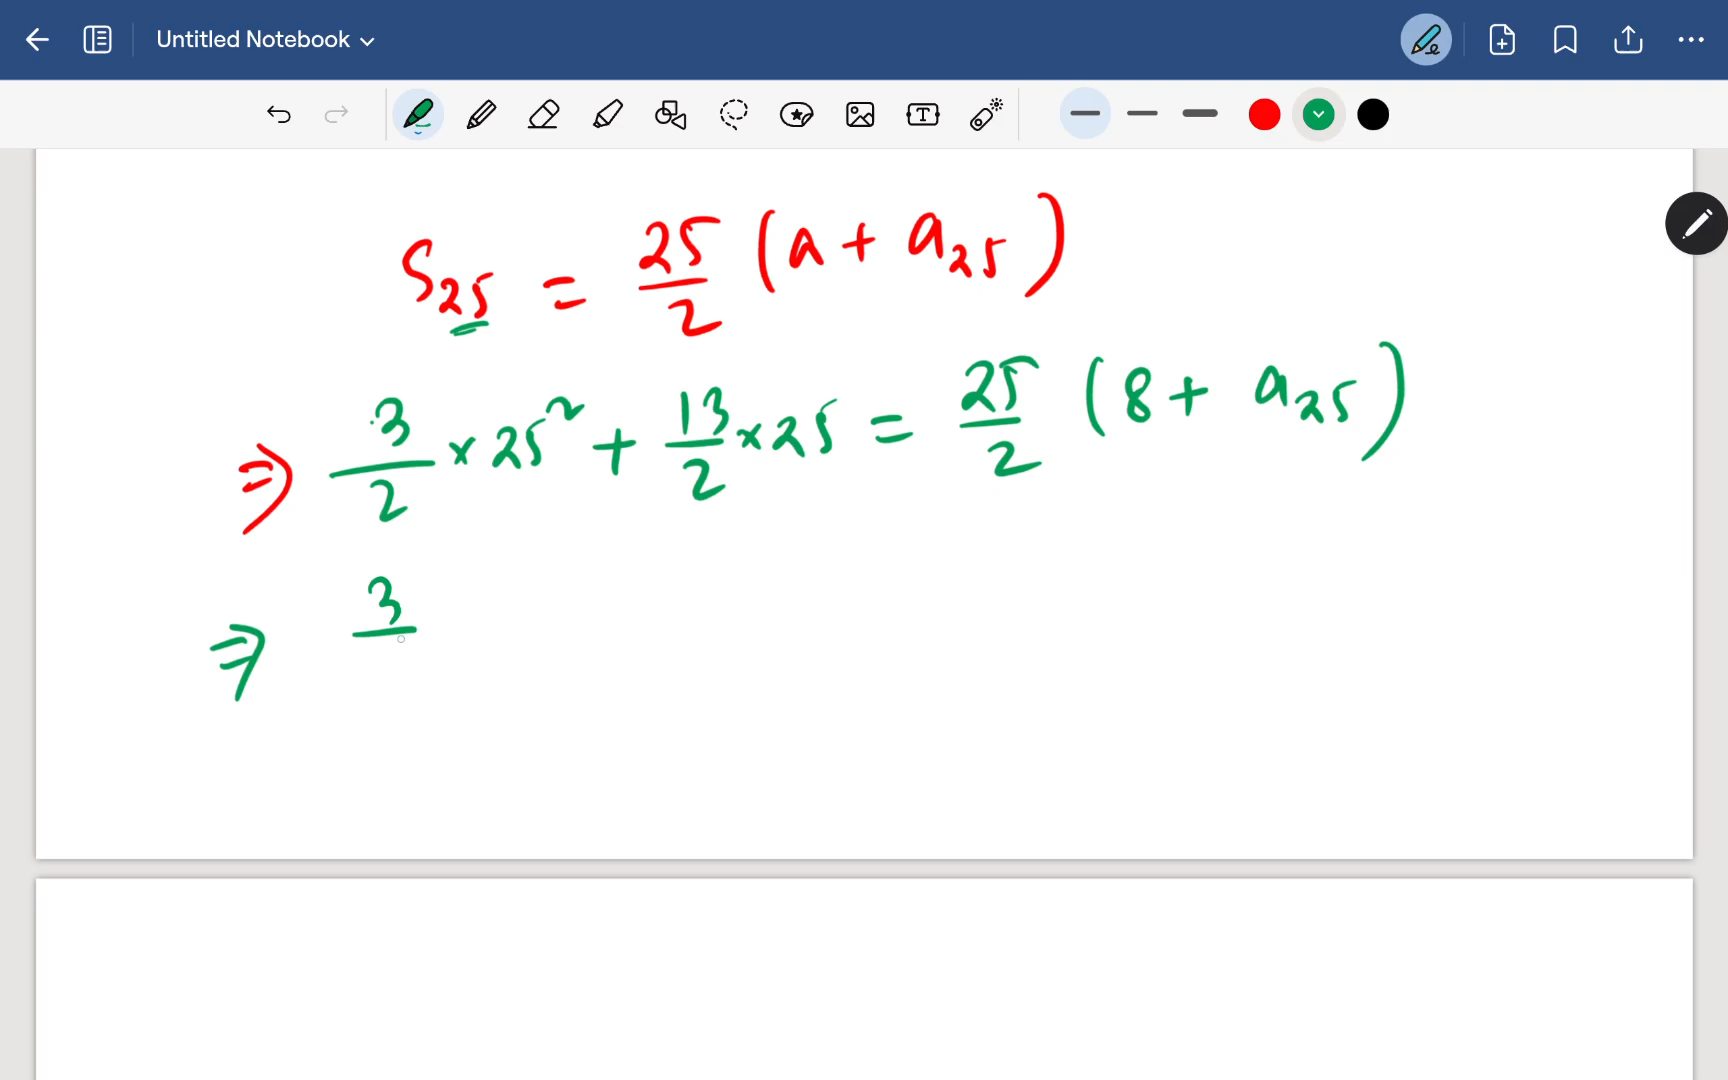 Untitled Notebook
S₂₅ = 25/2 (a + a₂₅)
⇒ 3/2 × 25² + 13/2 × 25 = 25/2 (8 + a₂₅)
⇒ 3/